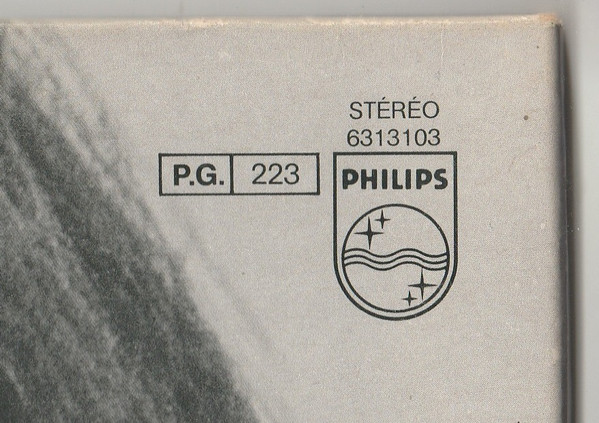 STÉRÉO
6313103
P.G. 223
PHILIPS